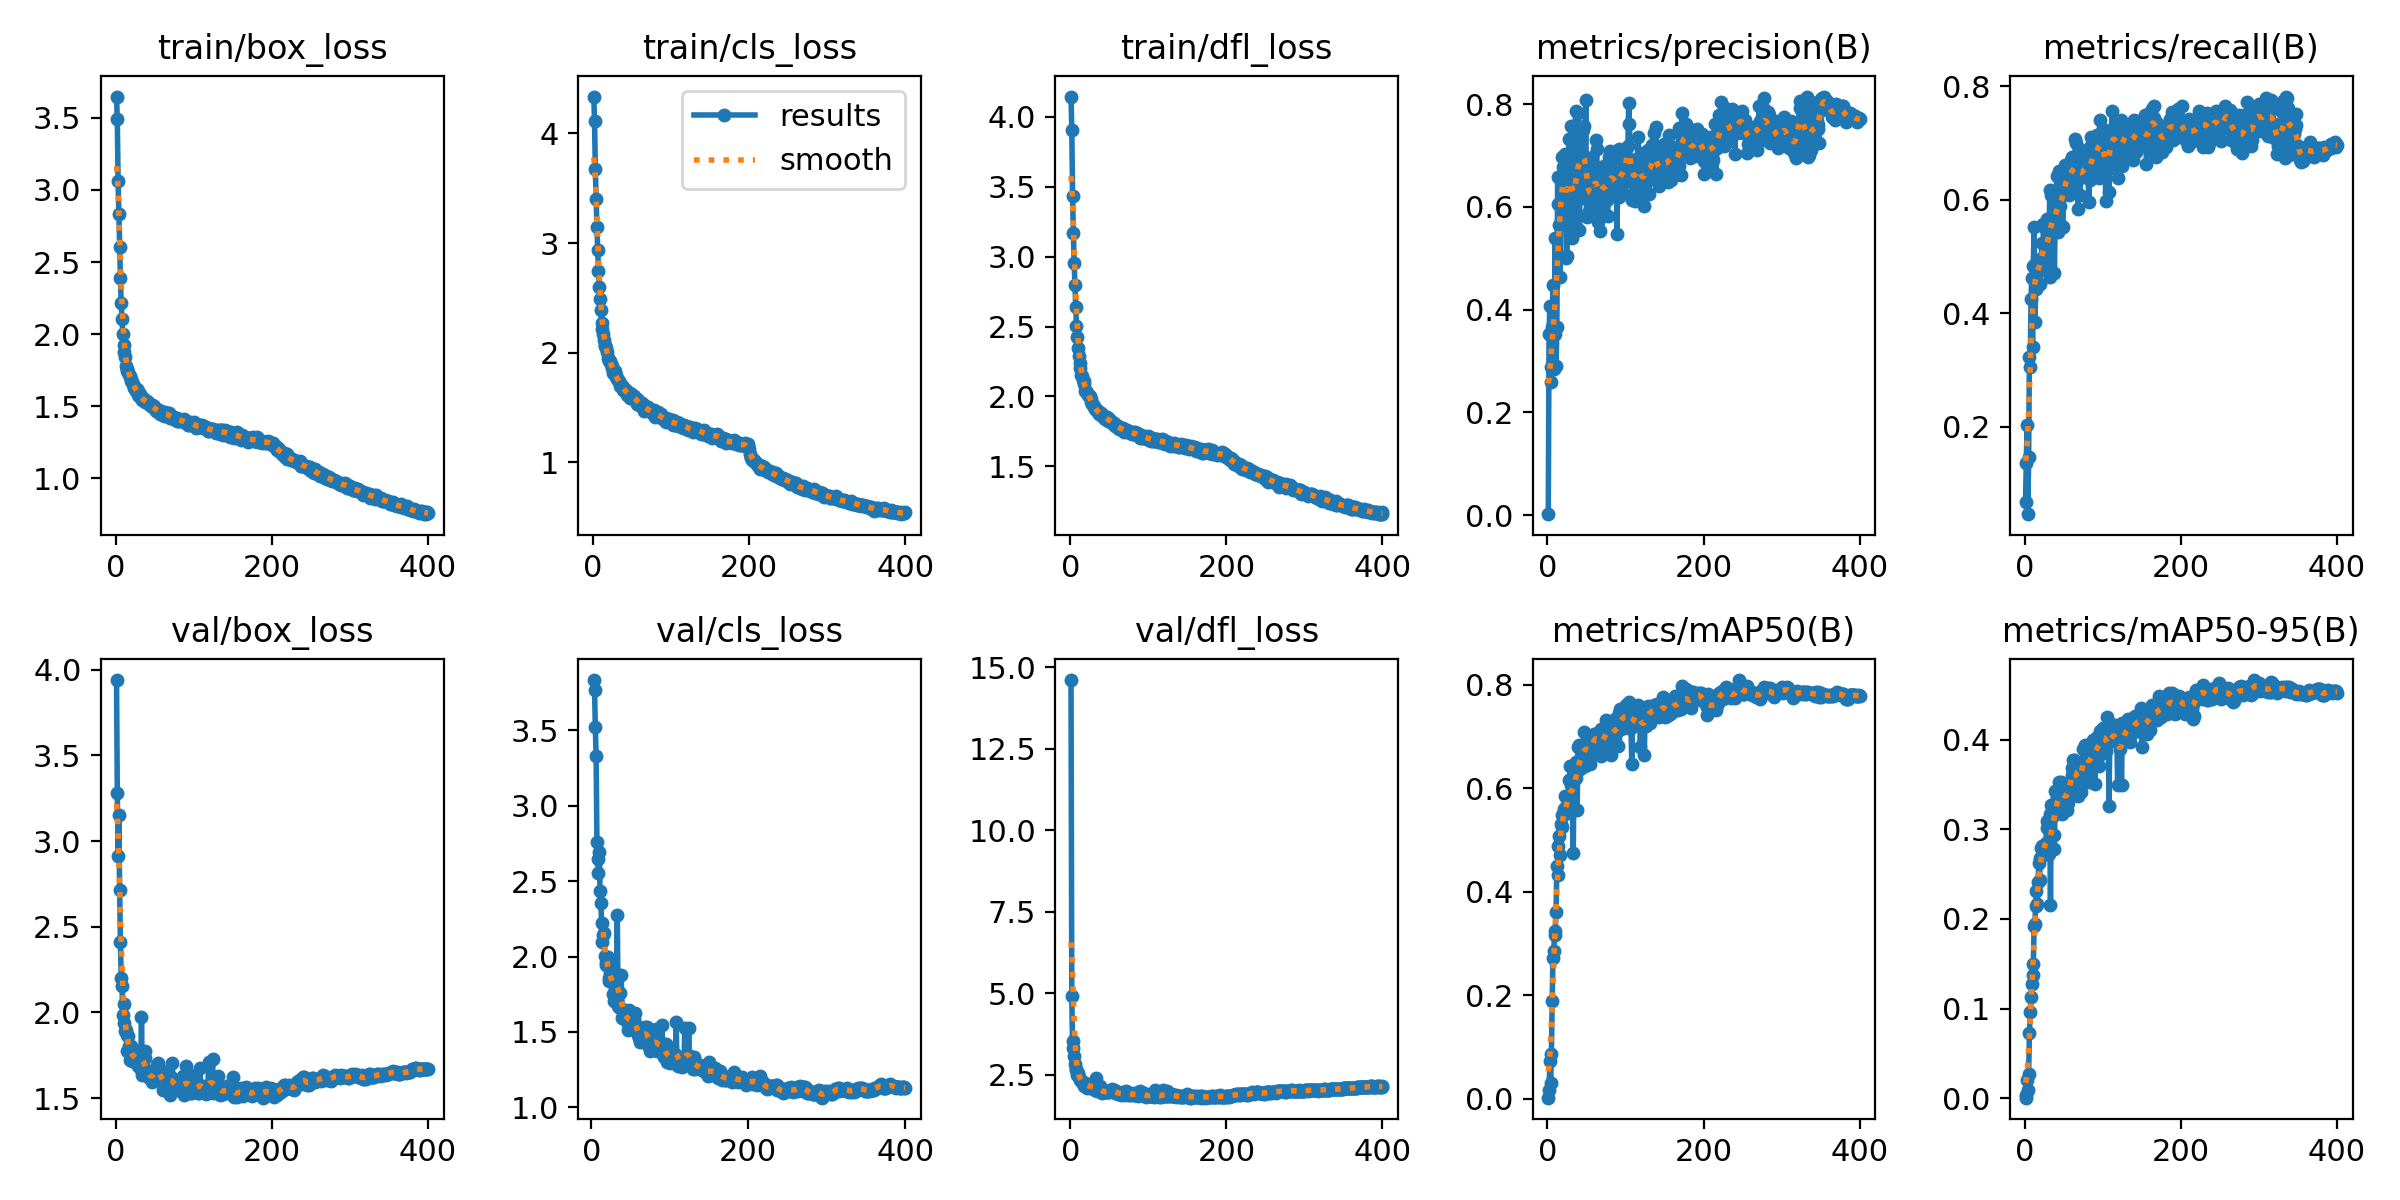 train/box_loss
3.5
3.0
2.5
2.0
1.5
1.0
0 200 400
train/cls_loss
results
smooth
4
3
2
1
0 200 400
train/dfl_loss
4.0
3.5
3.0
2.5
2.0
1.5
0 200 400
metrics/precision(B)
0.8
0.6
0.4
0.2
0.0
0 200 400
metrics/recall(B)
0.8
0.6
0.4
0.2
0 200 400
val/box_loss
4.0
3.5
3.0
2.5
2.0
1.5
0 200 400
val/cls_loss
3.5
3.0
2.5
2.0
1.5
1.0
0 200 400
val/dfl_loss
15.0
12.5
10.0
7.5
5.0
2.5
0 200 400
metrics/mAP50(B)
0.8
0.6
0.4
0.2
0.0
0 200 400
metrics/mAP50-95(B)
0.4
0.3
0.2
0.1
0.0
0 200 400